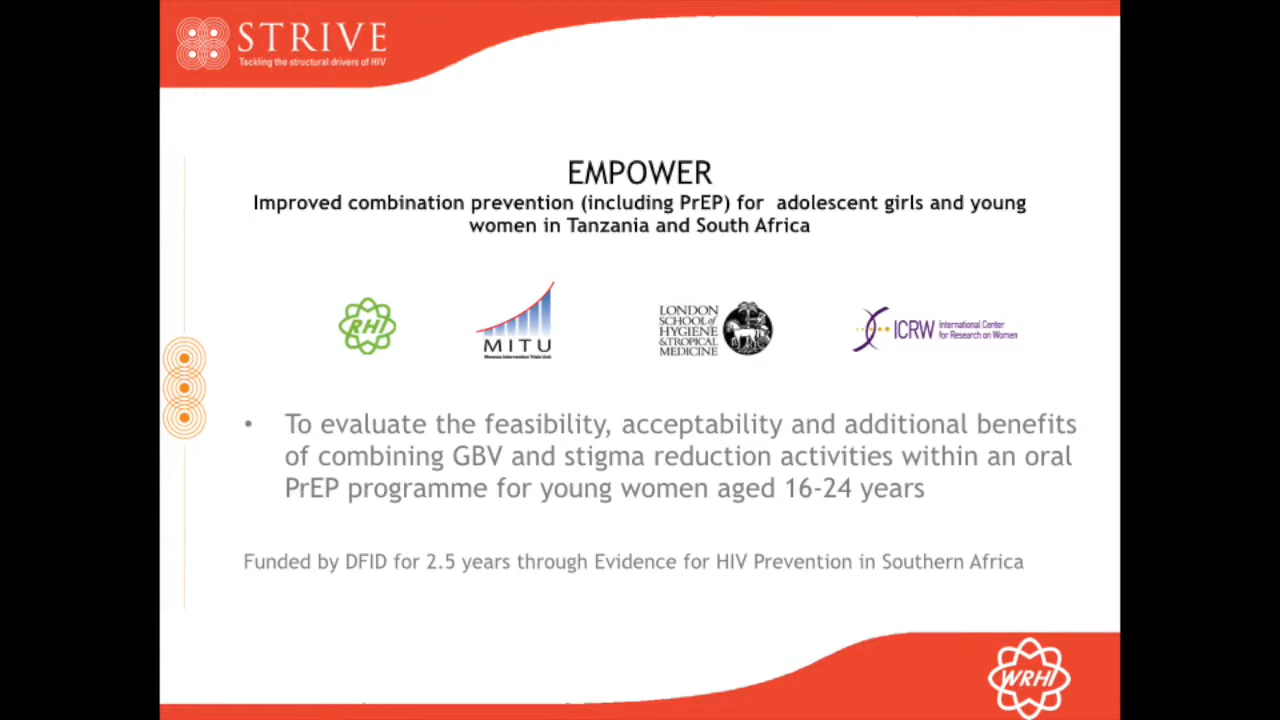 STRIVE
Tackling the structural drivers of HIV
EMPOWER
Improved combination prevention (including PrEP) for adolescent girls and young
women in Tanzania and South Africa
RHI
MITU
Mwanza Intervention Trials Unit
LONDON
SCHOOL of
HYGIENE
& TROPICAL
MEDICINE
ICRW International Center
for Research on Women
• To evaluate the feasibility, acceptability and additional benefits
of combining GBV and stigma reduction activities within an oral
PrEP programme for young women aged 16-24 years
Funded by DFID for 2.5 years through Evidence for HIV Prevention in Southern Africa
WRHI